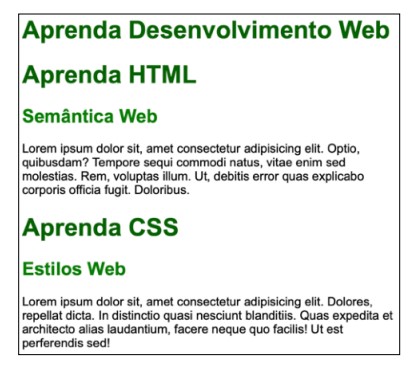 Aprenda Desenvolvimento Web
Aprenda HTML
Semântica Web
Lorem ipsum dolor sit, amet consectetur adipisicing elit. Optio,
quibusdam? Tempore sequi commodi natus, vitae enim sed
molestias. Rem, voluptas illum. Ut, debitis error quas explicabo
corporis officia fugit. Doloribus.
Aprenda CSS
Estilos Web
Lorem ipsum dolor sit, amet consectetur adipisicing elit. Dolores,
repellat dicta. In distinctio quasi nesciunt blanditiis. Quas expedita et
architecto alias laudantium, facere neque quo facilis! Ut est
perferendis sed!